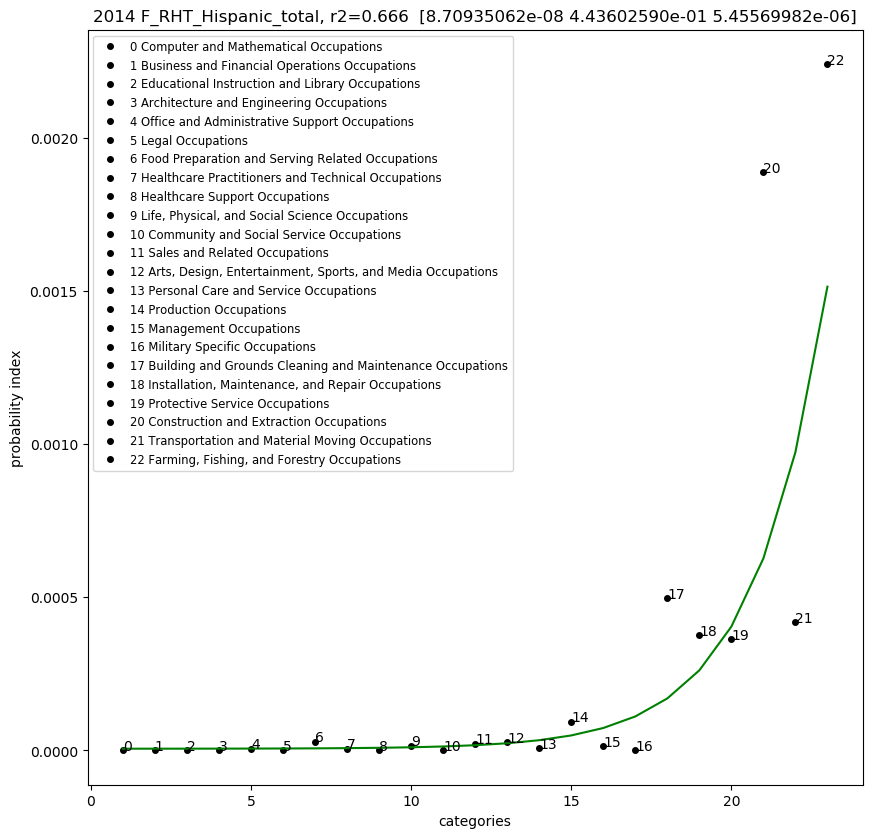 2014 F_RHT_Hispanic_total, r2=0.666 [8.70935062e-08 4.43602590e-01 5.45569982e-06]
0 Computer and Mathematical Occupations
1 Business and Financial Operations Occupations
2 Educational Instruction and Library Occupations
3 Architecture and Engineering Occupations
4 Office and Administrative Support Occupations
5 Legal Occupations
6 Food Preparation and Serving Related Occupations
7 Healthcare Practitioners and Technical Occupations
8 Healthcare Support Occupations
9 Life, Physical, and Social Science Occupations
10 Community and Social Service Occupations
11 Sales and Related Occupations
12 Arts, Design, Entertainment, Sports, and Media Occupations
13 Personal Care and Service Occupations
14 Production Occupations
15 Management Occupations
16 Military Specific Occupations
17 Building and Grounds Cleaning and Maintenance Occupations
18 Installation, Maintenance, and Repair Occupations
19 Protective Service Occupations
20 Construction and Extraction Occupations
21 Transportation and Material Moving Occupations
22 Farming, Fishing, and Forestry Occupations
22
20
17
18
19
21
14
0 1 2 3 4 5 6 7 8 9 10 11 12 13 15 16
0.0020
0.0015
0.0010
0.0005
0.0000
probability index
0 5 10 15 20
categories